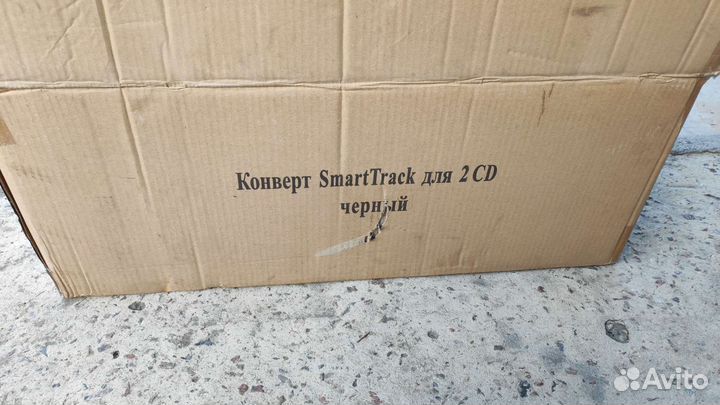 Конверт SmartTrack для 2 CD
черный
Avito